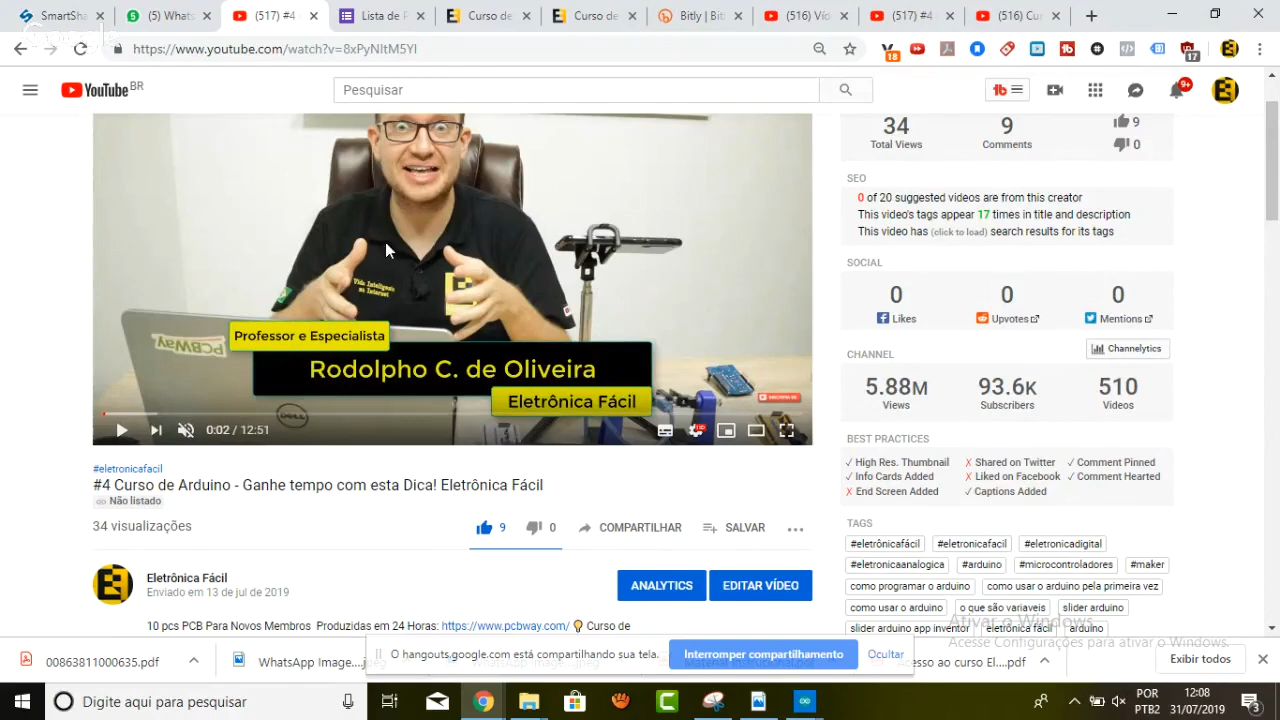 SmartSha
(5) Whats
(517) #4
Lista de P
Curso de
Curso de
Bitly | Bit
(516) Víd
(517) #4
(516) Cur
https://www.youtube.com/watch?v=8xPyNItM5YI
18
17
YouTube BR
Pesquisar
9+
34
Total Views
9
Comments
9
0
SEO
0 of 20 suggested videos are from this creator
This video's tags appear 17 times in title and description
This video has (click to load) search results for its tags
SOCIAL
0
Likes
0
Upvotes
0
Mentions
Channelytics
CHANNEL
5.88M
Views
93.6K
Subscribers
510
Videos
BEST PRACTICES
High Res. Thumbnail
Shared on Twitter
Comment Pinned
Info Cards Added
Liked on Facebook
Comment Hearted
End Screen Added
Captions Added
TAGS
#eletrônicafácil
#eletronicafacil
#eletronicadigital
#eletronicaanalogica
#arduino
#microcontroladores
#maker
como programar o arduino
como usar o arduino pela primeira vez
como usar o arduino
o que são variaveis
slider arduino
slider arduino app inventor
eletrônica fácil
arduino
Vida Inteligente
na Internet
PCBWay
DELL
Professor e Especialista
Rodolpho C. de Oliveira
Eletrônica Fácil
INSCREVA-SE
0:02 / 12:51
HD
#eletronicafacil
#4 Curso de Arduino - Ganhe tempo com esta Dica! Eletrônica Fácil
Não listado
34 visualizações
9
0
COMPARTILHAR
SALVAR
Eletrônica Fácil
Enviado em 13 de jul de 2019
ANALYTICS
EDITAR VÍDEO
10 pcs PCB Para Novos Membros Produzidas em 24 Horas: https://www.pcbway.com/ Curso de
Ativar o Windows
Acesse Configurações para ativar o Windows.
hangouts.google.com está compartilhando sua tela.
Interromper compartilhamento
Ocultar
WhatsApp Image....jpeg
Exibir todos
Digite aqui para pesquisar
POR
PTB2
12:08
31/07/2019
3